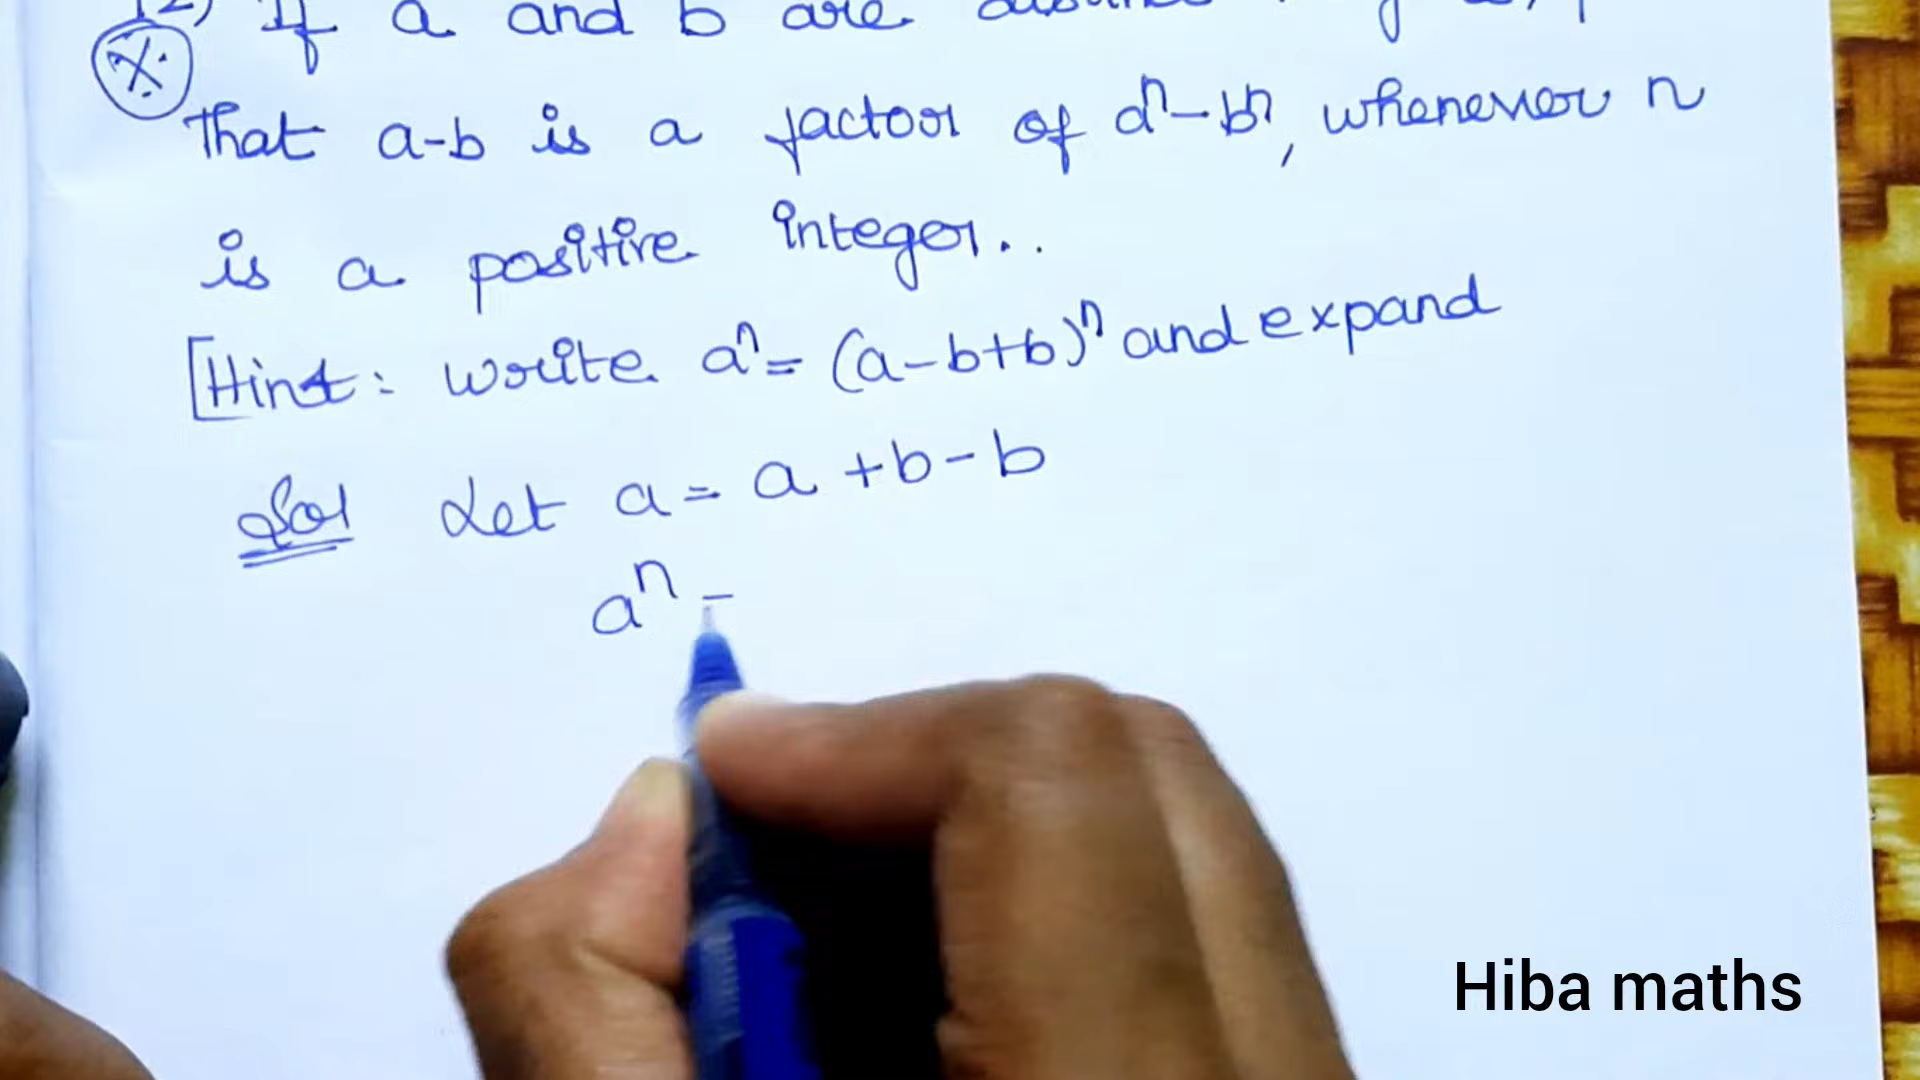 12) If a and b are
that a-b is a factor of aⁿ-bⁿ, whenever n
is a positive integer..
[Hint: write aⁿ= (a-b+b)ⁿ and expand
Sol Let a = a +b-b
aⁿ =
Hiba maths